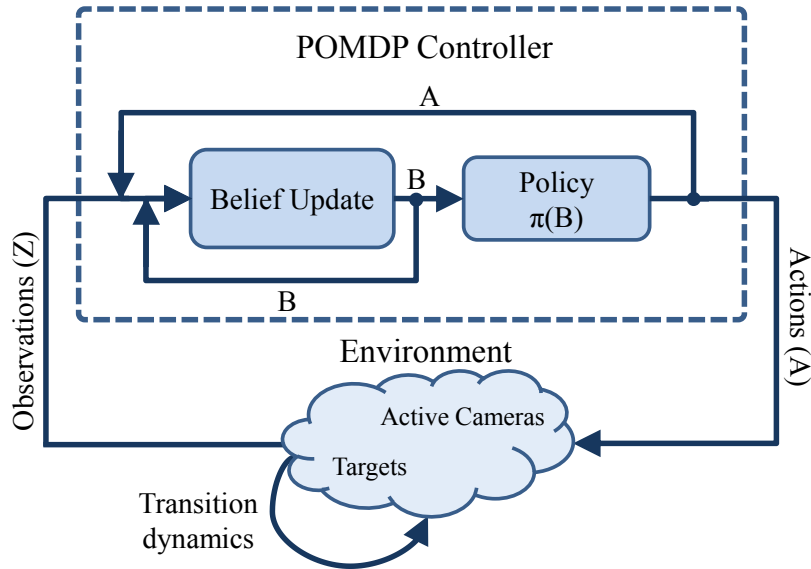 POMDP Controller
A
Belief Update
B
Policy
π(B)
B
Observations (Z)
Actions (A)
Environment
Active Cameras
Targets
Transition
dynamics